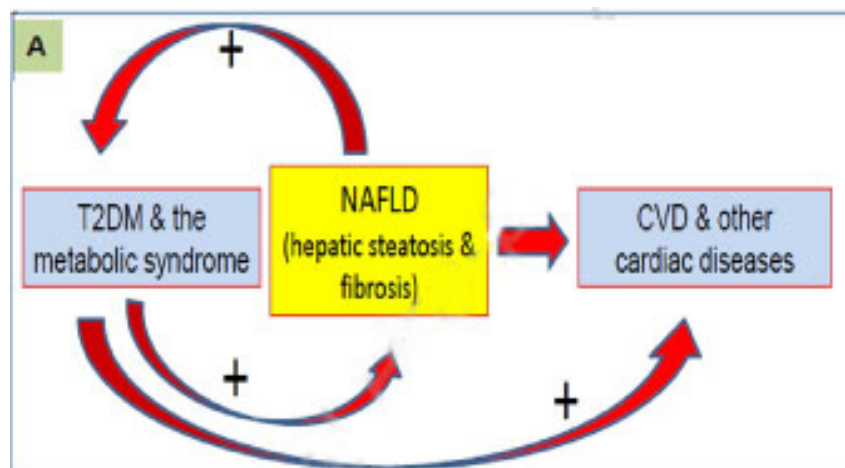 A
+
T2DM & the
metabolic syndrome
NAFLD
(hepatic steatosis &
fibrosis)
CVD & other
cardiac diseases
+
+